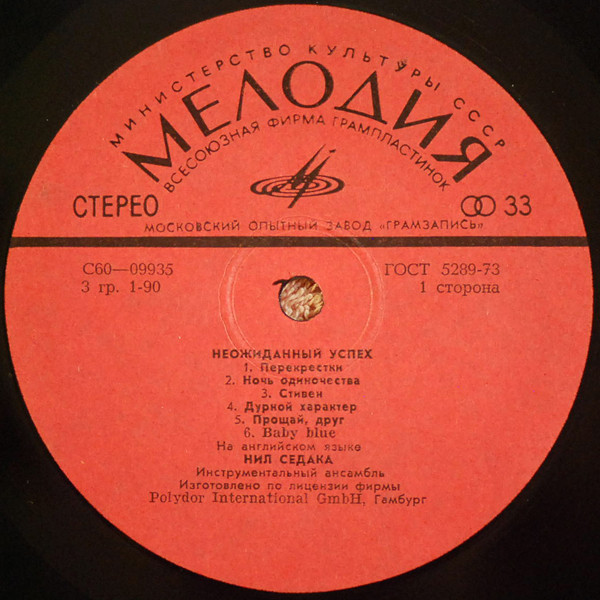 МИНИСТЕРСТВО КУЛЬТУРЫ СССР
МЕЛОДИЯ
ВСЕСОЮЗНАЯ ФИРМА ГРАМПЛАСТИНОК
СТЕРЕО
33
МОСКОВСКИЙ ОПЫТНЫЙ ЗАВОД «ГРАМЗАПИСЬ»
С60—09935
ГОСТ 5289-73
3 гр. 1-90
1 сторона
НЕОЖИДАННЫЙ УСПЕХ
1. Перекрестки
2. Ночь одиночества
3. Стивен
4. Дурной характер
5. Прощай, друг
6. Baby blue
На английском языке
НИЛ СЕДАКА
Инструментальный ансамбль
Изготовлено по лицензии фирмы
Polydor International GmbH, Гамбург